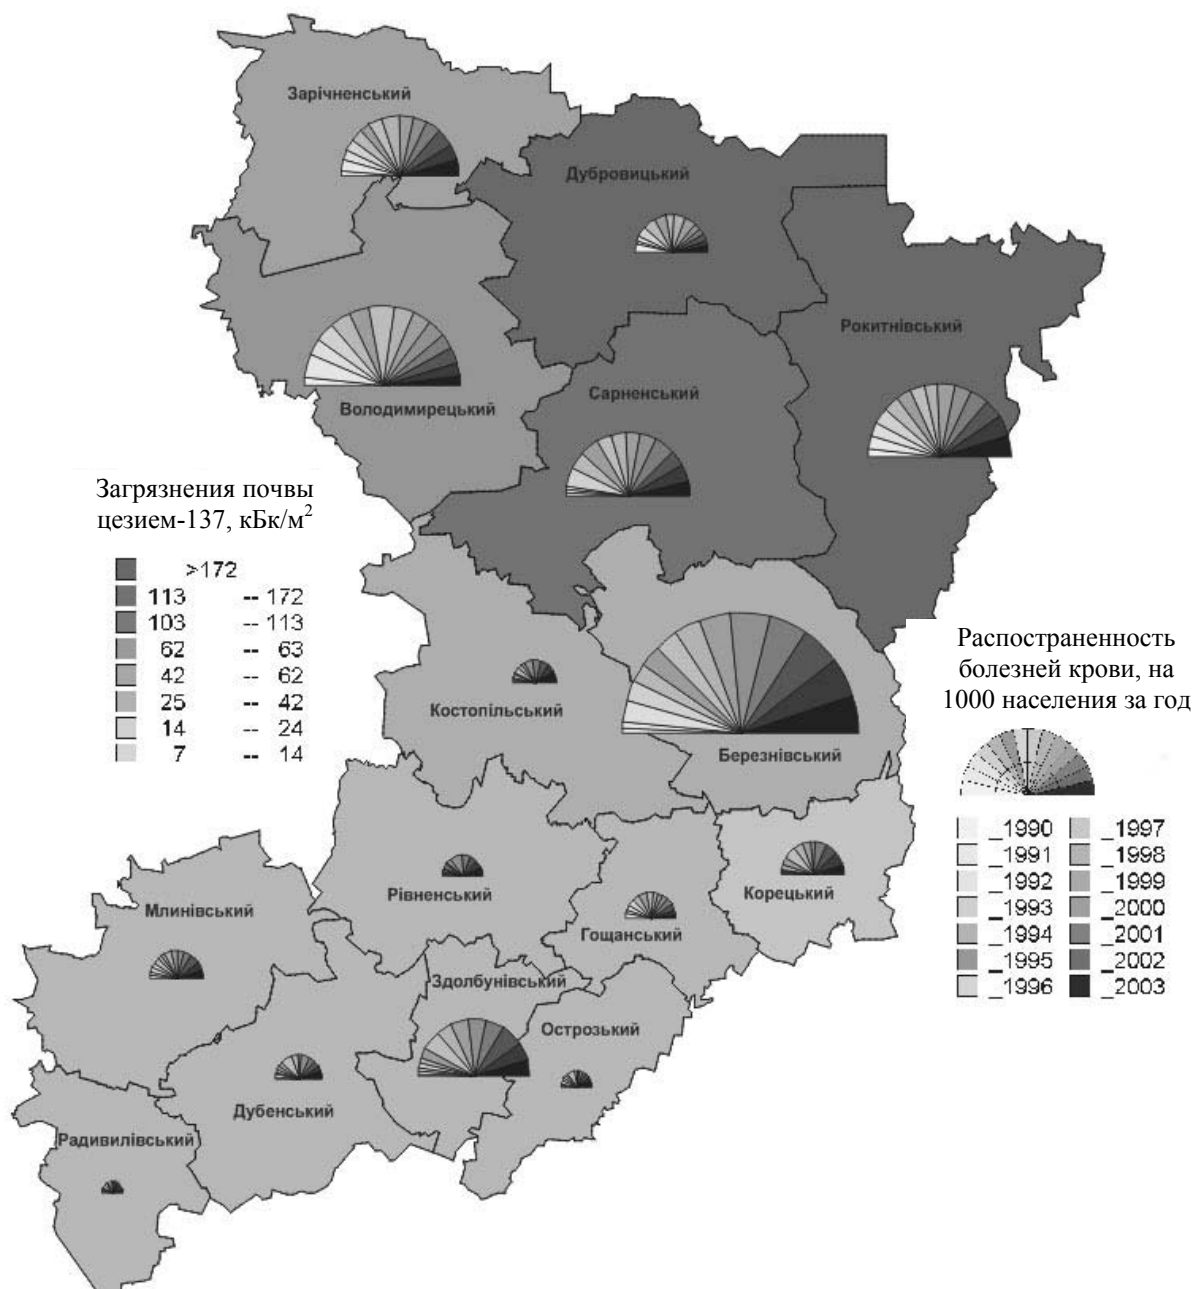 Зарічненський
Дубровицький
Рокитнівський
Сарненський
Володимирецький
Загрязнения почвы
цезием-137, кБк/м²
>172
113 -- 172
103 -- 113
62 -- 63
42 -- 62
25 -- 42
14 -- 24
7 -- 14
Костопільський
Березнівський
Распостраненность
болезней крови, на
1000 населения за год
_1990 _1997
_1991 _1998
_1992 _1999
_1993 _2000
_1994 _2001
_1995 _2002
_1996 _2003
Рівненський
Корецький
Млинівський
Гощанський
Здолбунівський
Острозький
Дубенський
Радивилівський